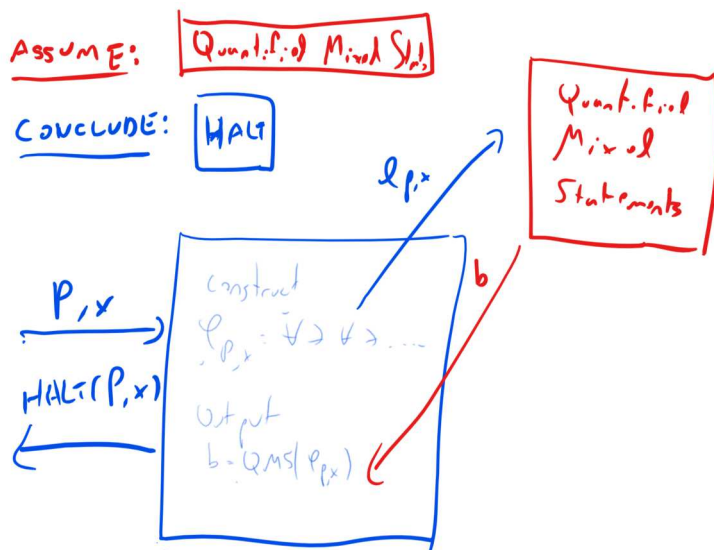 ASSUME: Quantified Mixed Stmts
CONCLUDE: HALT
Quantified
Mixed
Statements
φP,x
b
P,x
HALT(P,x)
construct
φP,x = ∀∃∀∃....
Output
b=QMS(φP,x)